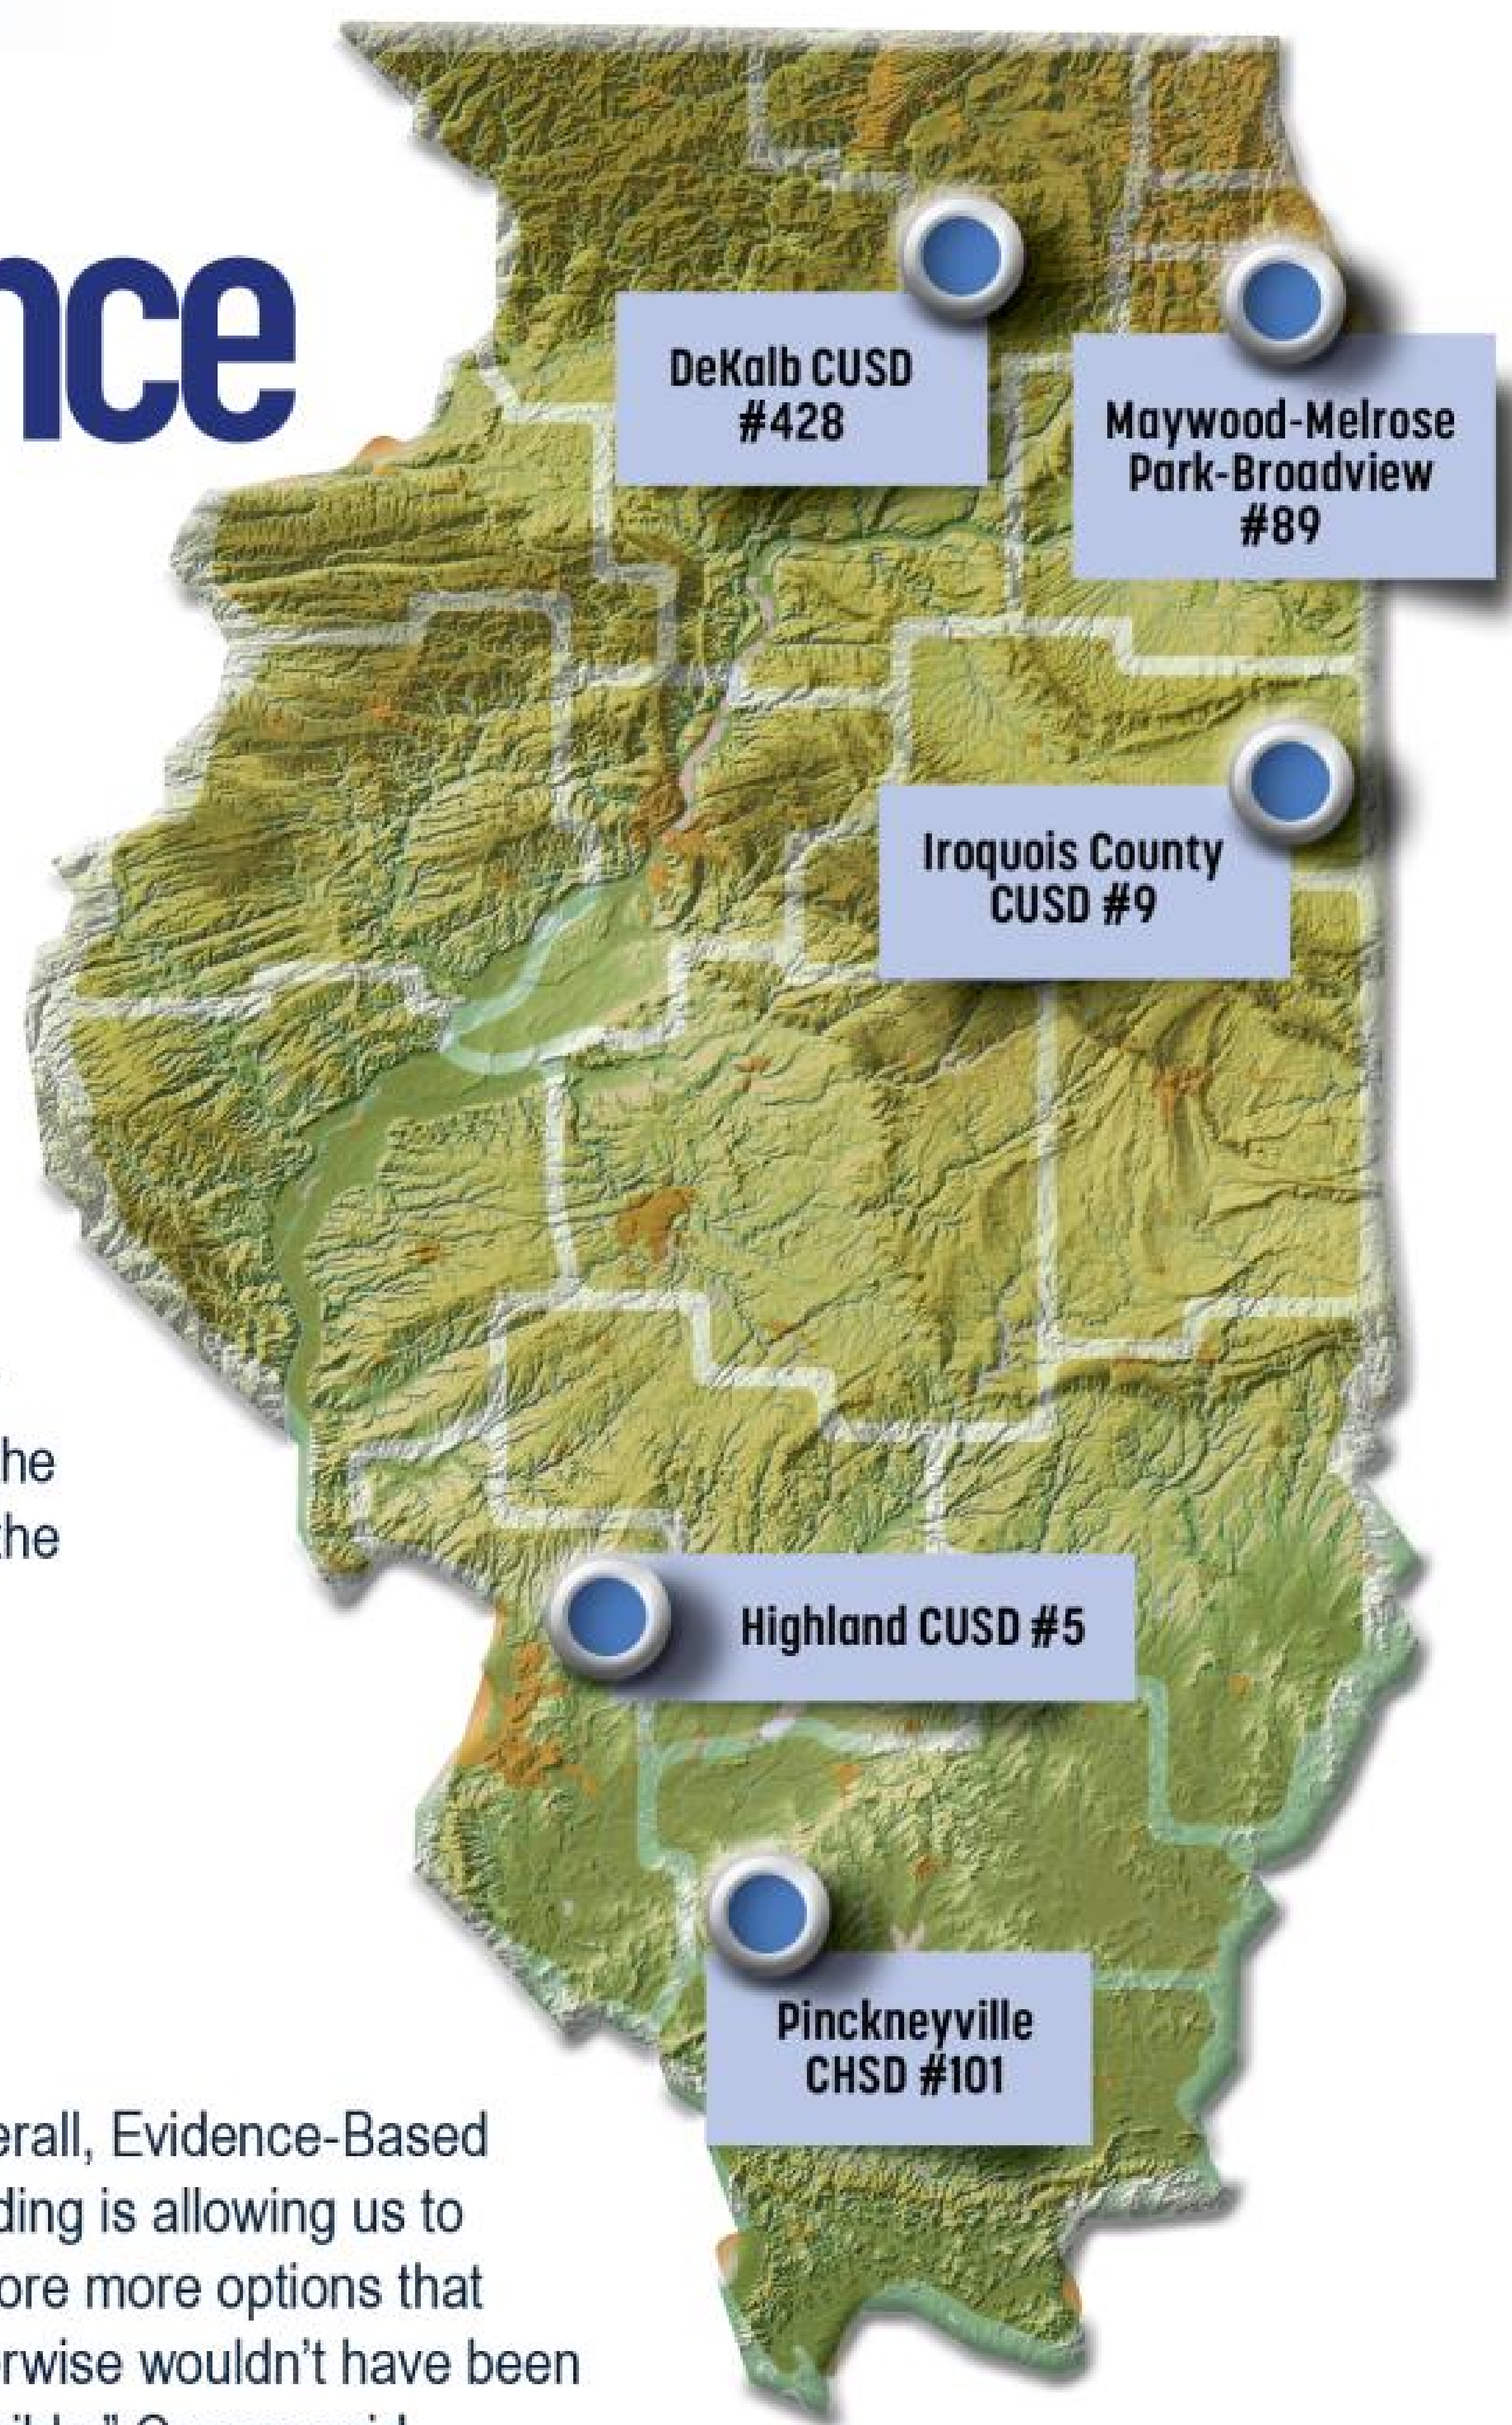 nce
DeKalb CUSD
#428
Maywood-Melrose
Park-Broadview
#89
Iroquois County
CUSD #9
he
the
Highland CUSD #5
Pinckneyville
CHSD #101
erall, Evidence-Based
ding is allowing us to
ore more options that
rwise wouldn't have been